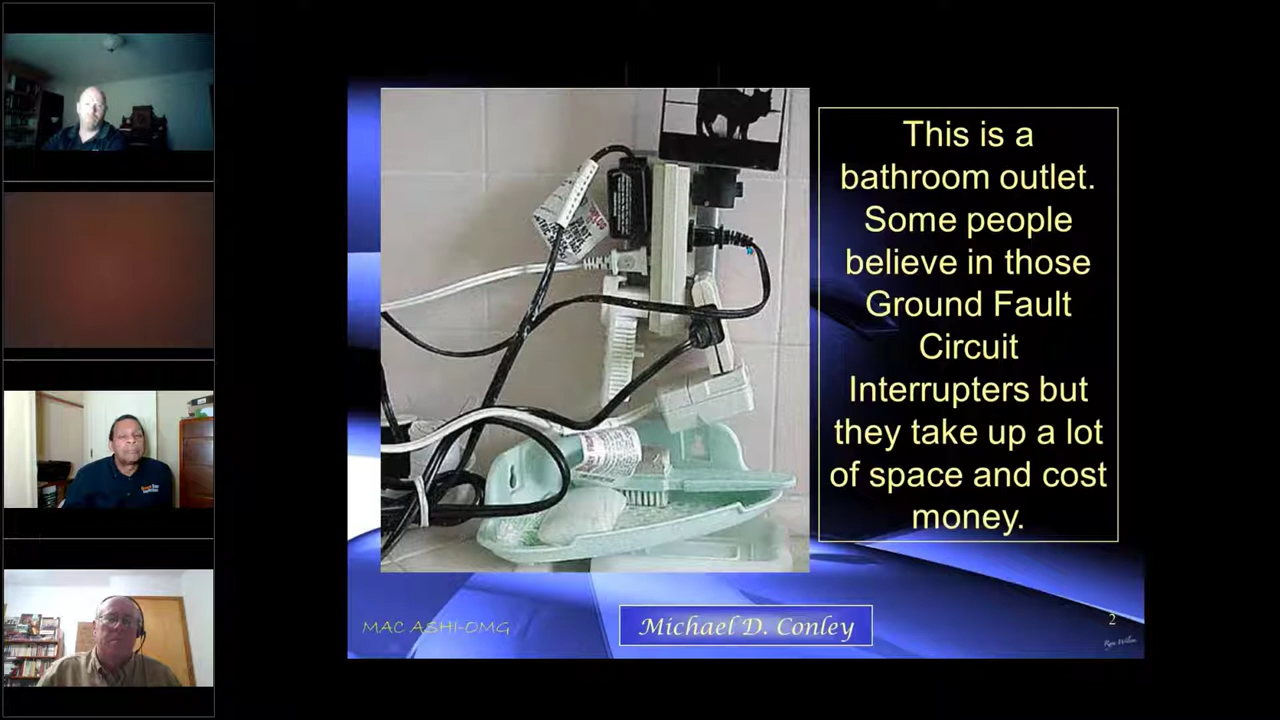 This is a
bathroom outlet.
Some people
believe in those
Ground Fault
Circuit
Interrupters but
they take up a lot
of space and cost
money.
MAC ASHI-OMG
Michael D. Conley
2